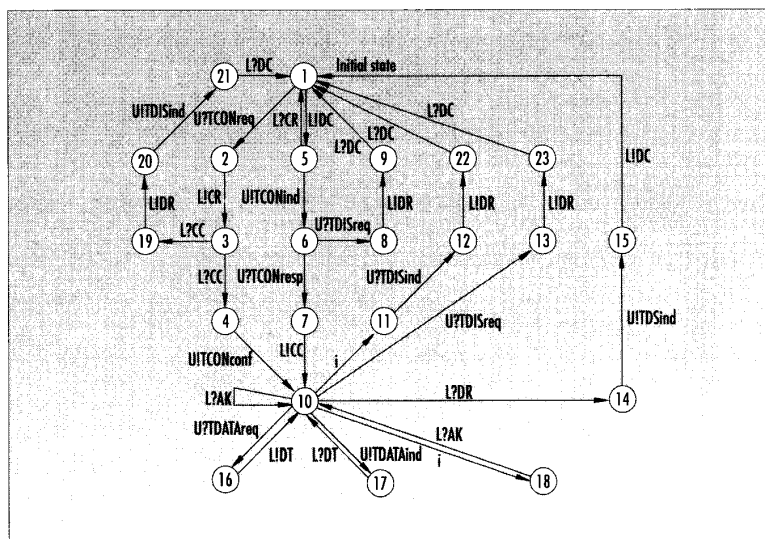 21 L?DC 1 Initial state
U!TDISind U?TCONreq L?CR L!DC L?DC L?DC L?DC
20 2 5 9 22 23
L!DR L!CR U!TCONind L!DR L!DR L!DR L!DC
U?TDISreq
19 L?CC 3 6 8 12 13 15
L?CC U?TCONresp U?TDISind
4 7 11 U?TDISreq U!TDSind
U!TCONconf L!CC i
L?AK 10 L?DR 14
U?TDATAreq L!DT L?DT U!TDATAind L?AK i
16 17 18